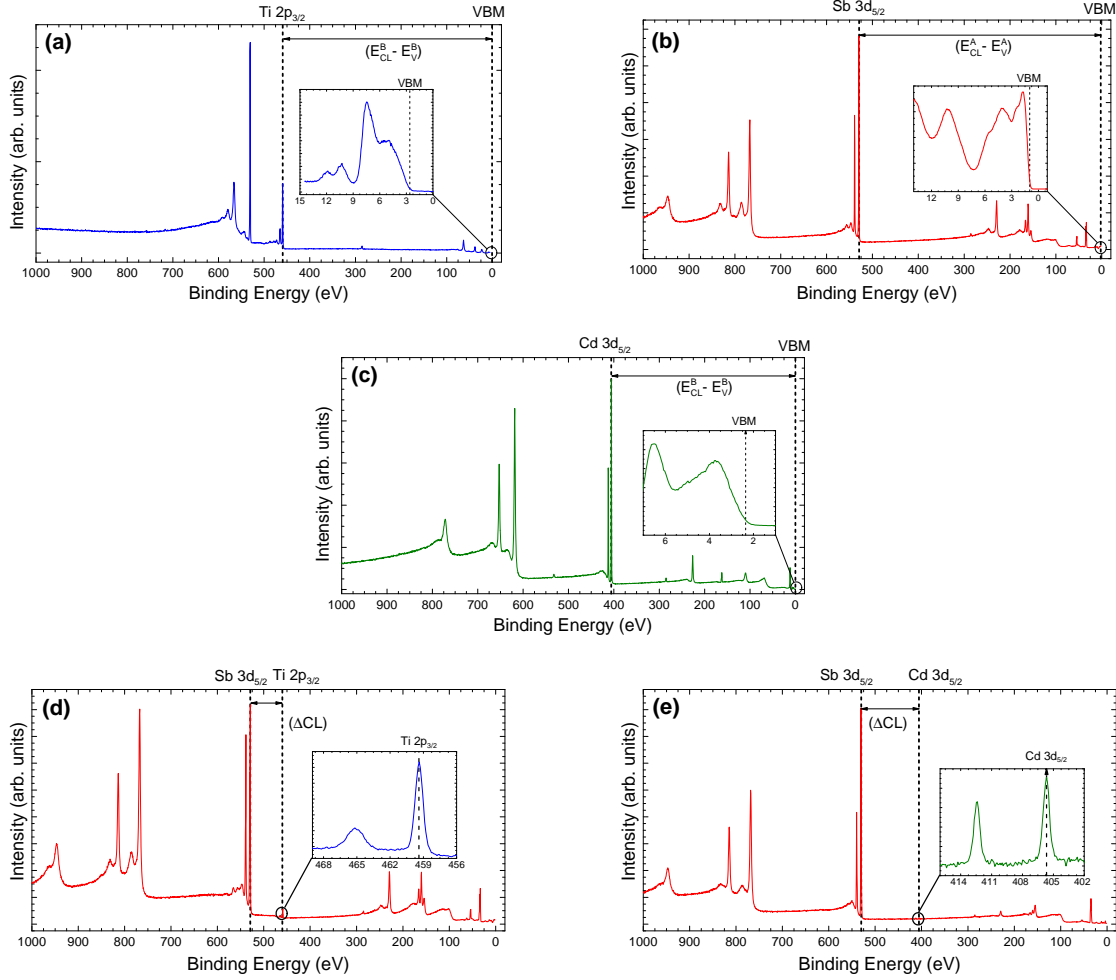 Ti 2p3/2 VBM
(a)
(E^B_CL - E^B_V)
VBM
15 12 9 6 3 0
Intensity (arb. units)
1000 900 800 700 600 500 400 300 200 100 0
Binding Energy (eV)
Sb 3d5/2 VBM
(b)
(E^A_CL - E^A_V)
VBM
12 9 6 3 0
Intensity (arb. units)
1000 900 800 700 600 500 400 300 200 100 0
Binding Energy (eV)
Cd 3d5/2 VBM
(c)
(E^B_CL - E^B_V)
VBM
6 4 2
Intensity (arb. units)
1000 900 800 700 600 500 400 300 200 100 0
Binding Energy (eV)
Sb 3d5/2 Ti 2p3/2
(d)
(ΔCL)
Ti 2p3/2
468 465 462 459 456
Intensity (arb. units)
1000 900 800 700 600 500 400 300 200 100 0
Binding Energy (eV)
Sb 3d5/2 Cd 3d5/2
(e)
(ΔCL)
Cd 3d5/2
414 411 408 405 402
Intensity (arb. units)
1000 900 800 700 600 500 400 300 200 100 0
Binding Energy (eV)